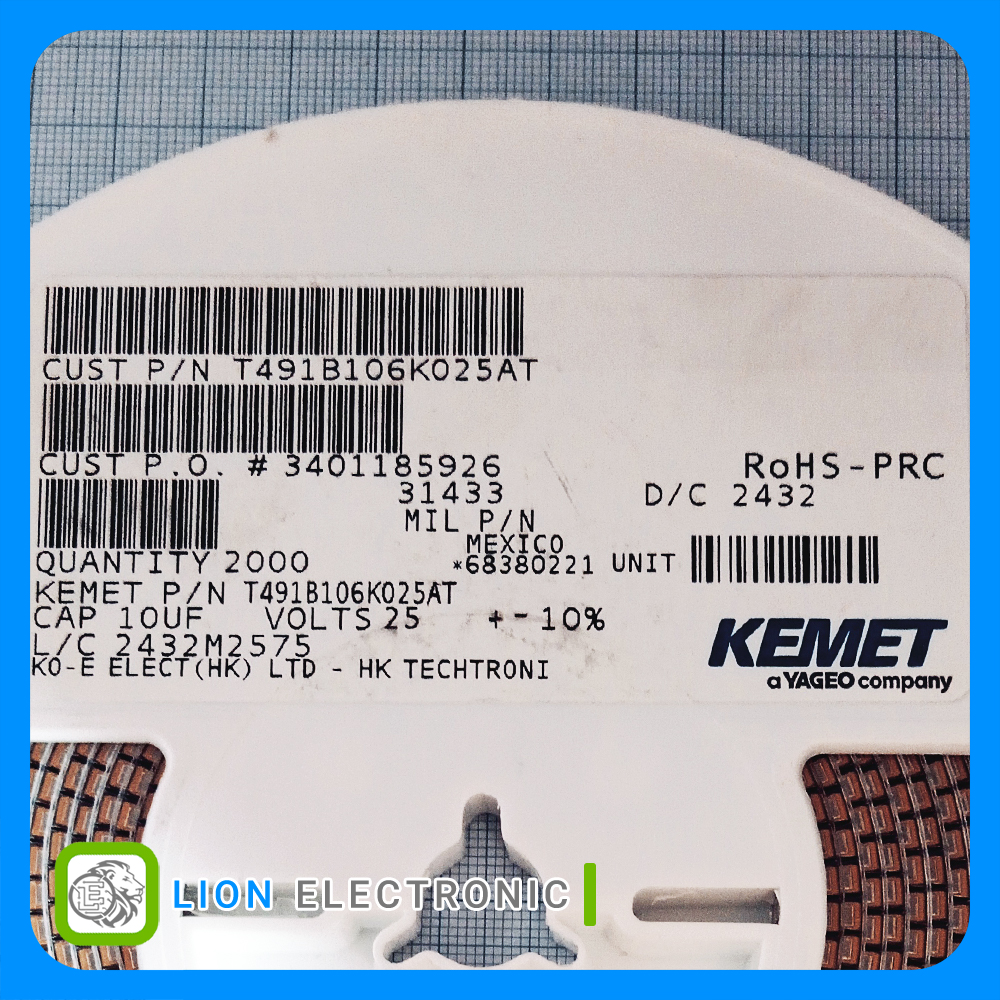 CUST P/N T491B106K025AT
CUST P.O. # 3401185926
RoHS-PRC
31433
D/C 2432
MIL P/N
MEXICO
QUANTITY 2000
*68380221 UNIT
KEMET P/N T491B106K025AT
CAP 10UF VOLTS 25 +-10%
L/C 2432M2575
KO-E ELECT(HK) LTD - HK TECHTRONI
KEMET
a YAGEO company
E
LION ELECTRONIC